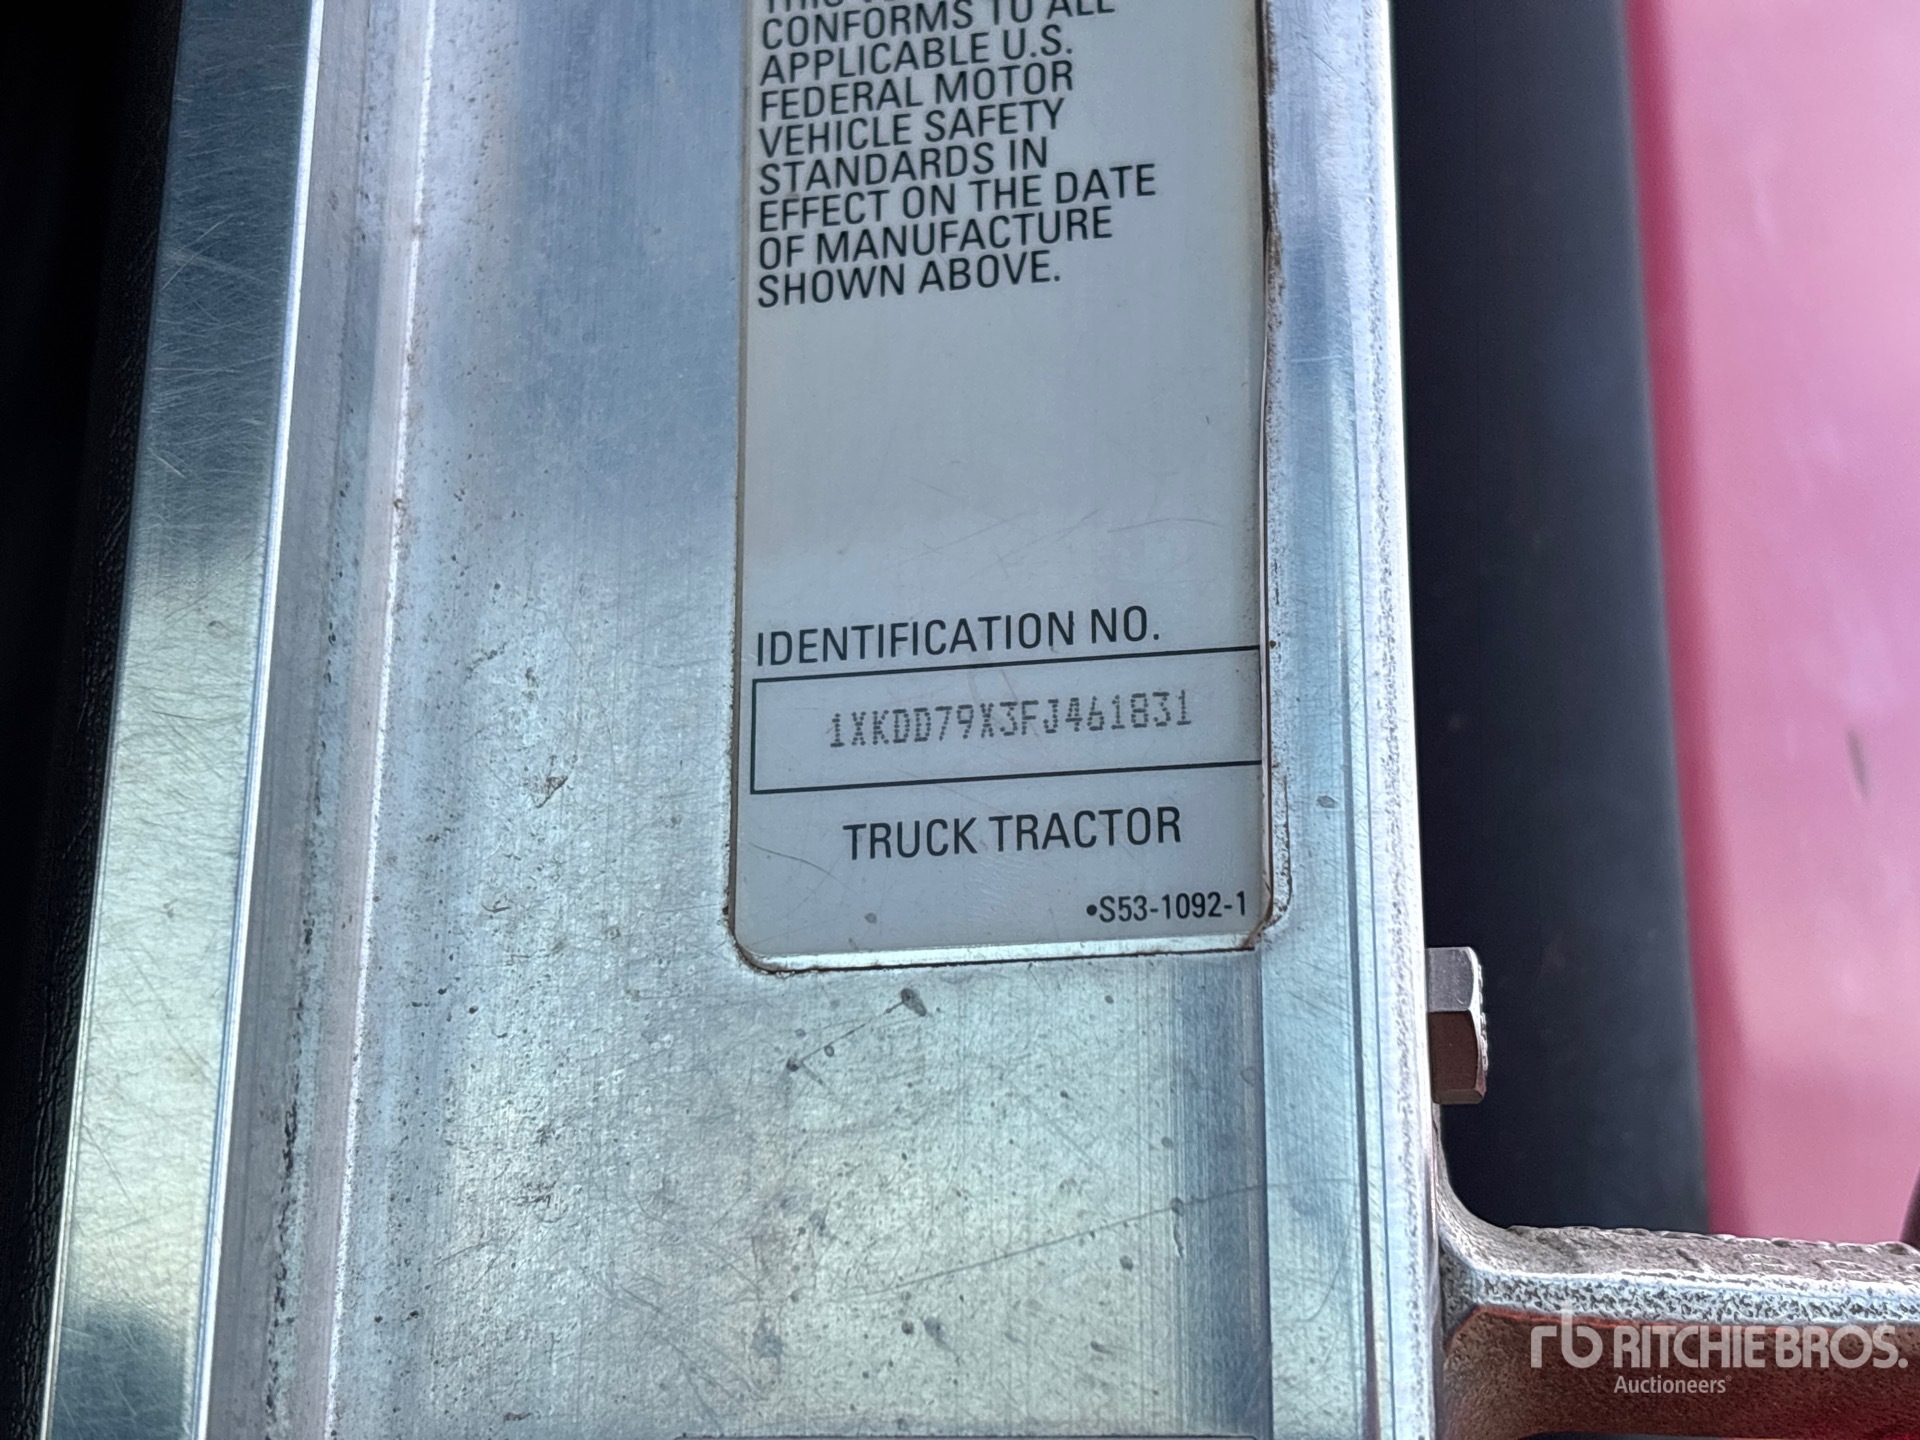 CONFORMS TO ALL
APPLICABLE U.S.
FEDERAL MOTOR
VEHICLE SAFETY
STANDARDS IN
EFFECT ON THE DATE
OF MANUFACTURE
SHOWN ABOVE.
IDENTIFICATION NO.
1XKDD79X3FJ461831
TRUCK TRACTOR
•S53-1092-1
rb RITCHIE BROS.
Auctioneers